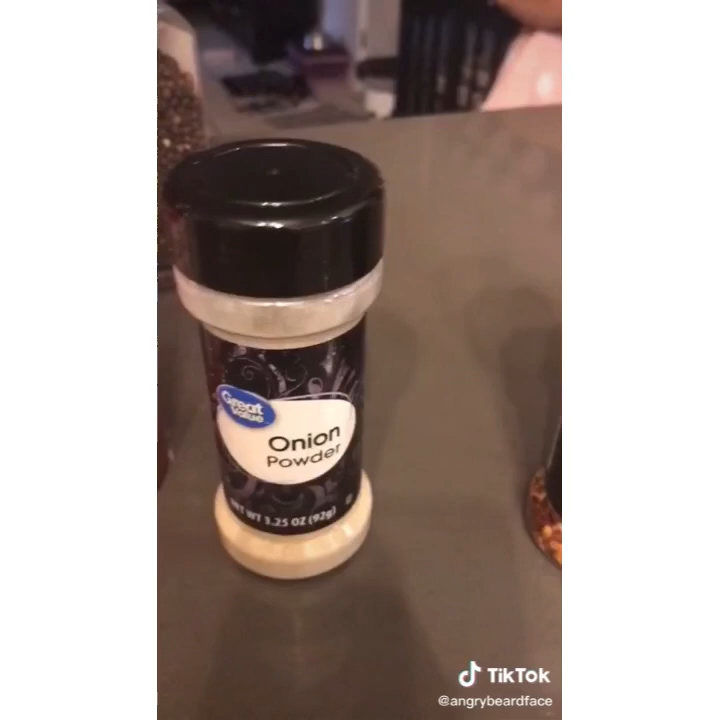 Great
Value
Onion
Powder
NET WT 3.25 OZ (92g)
TikTok
@angrybeardface